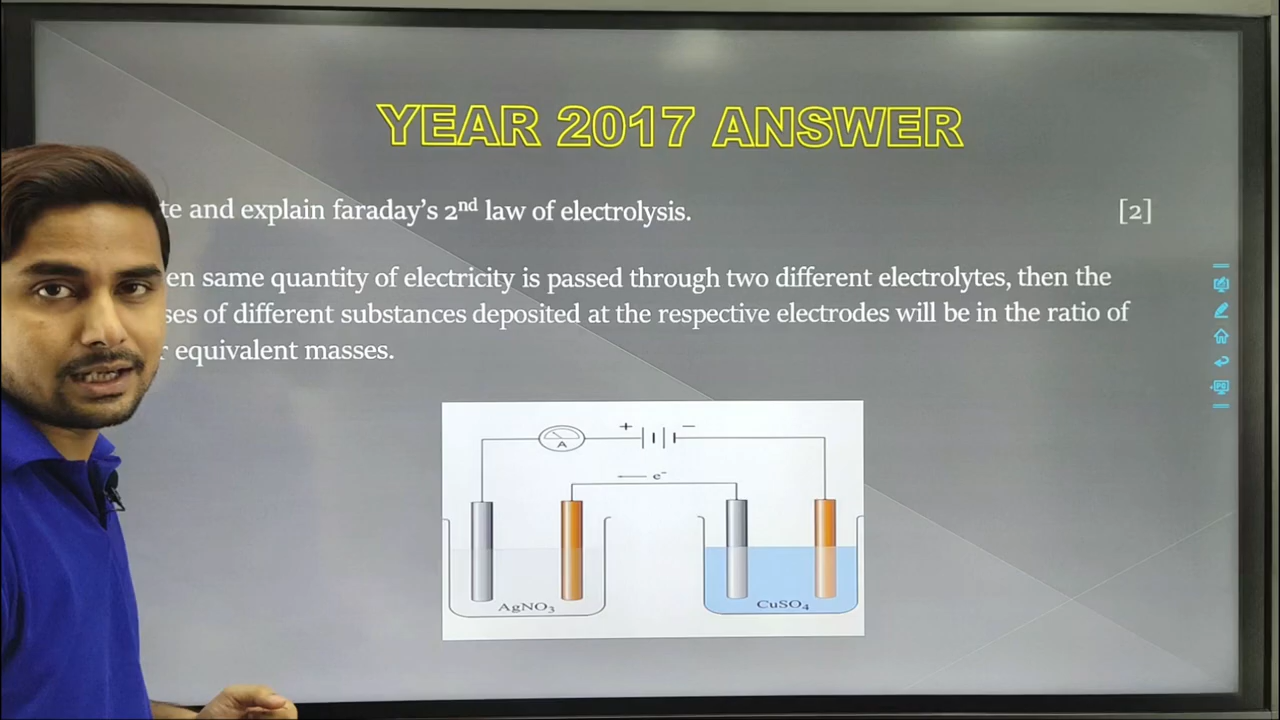 YEAR 2017 ANSWER
te and explain faraday's 2nd law of electrolysis. [2]
en same quantity of electricity is passed through two different electrolytes, then the
ses of different substances deposited at the respective electrodes will be in the ratio of
r equivalent masses.
+ −
A
← e⁻
AgNO₃ CuSO₄
PC